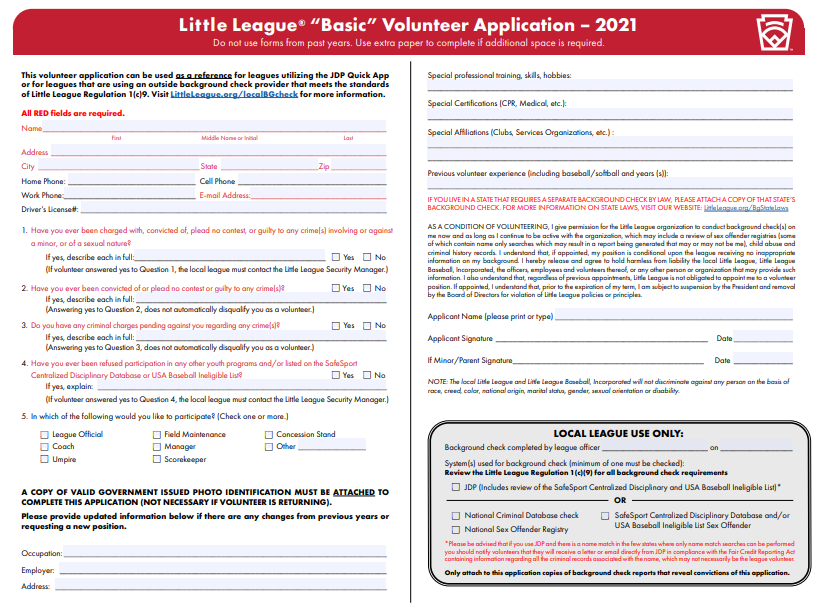 Little League® “Basic” Volunteer Application – 2021
Do not use forms from past years. Use extra paper to complete if additional space is required.
This volunteer application can be used as a reference for leagues utilizing the JDP Quick App
or for leagues that are using an outside background check provider that meets the standards
of Little League Regulation 1(c)9. Visit LittleLeague.org/localBGcheck for more information.
All RED fields are required.
Name
First Middle Name or Initial Last
Address
City State Zip
Home Phone: Cell Phone
Work Phone: E-mail Address:
Driver's License#:
1. Have you ever been charged with, convicted of, plead no contest, or guilty to any crime(s) involving or against
a minor, or of a sexual nature?
If yes, describe each in full: Yes No
(If volunteer answered yes to Question 1, the local league must contact the Little League Security Manager.)
2. Have you ever been convicted of or plead no contest or guilty to any crime(s)? Yes No
If yes, describe each in full:
(Answering yes to Question 2, does not automatically disqualify you as a volunteer.)
3. Do you have any criminal charges pending against you regarding any crime(s)? Yes No
If yes, describe each in full:
(Answering yes to Question 3, does not automatically disqualify you as a volunteer.)
4. Have you ever been refused participation in any other youth programs and/or listed on the SafeSport
Centralized Disciplinary Database or USA Baseball Ineligible List? Yes No
If yes, explain:
(If volunteer answered yes to Question 4, the local league must contact the Little League Security Manager.)
5. In which of the following would you like to participate? (Check one or more.)
League Official Field Maintenance Concession Stand
Coach Manager Other
Umpire Scorekeeper
A COPY OF VALID GOVERNMENT ISSUED PHOTO IDENTIFICATION MUST BE ATTACHED TO
COMPLETE THIS APPLICATION (NOT NECESSARY IF VOLUNTEER IS RETURNING).
Please provide updated information below if there are any changes from previous years or
requesting a new position.
Occupation:
Employer:
Address:
Special professional training, skills, hobbies:
Special Certifications (CPR, Medical, etc.):
Special Affiliations (Clubs, Services Organizations, etc.) :
Previous volunteer experience (including baseball/softball and years (s)):
IF YOU LIVE IN A STATE THAT REQUIRES A SEPARATE BACKGROUND CHECK BY LAW, PLEASE ATTACH A COPY OF THAT STATE'S
BACKGROUND CHECK. FOR MORE INFORMATION ON STATE LAWS, VISIT OUR WEBSITE: LittleLeague.org/BgStateLaws
AS A CONDITION OF VOLUNTEERING, I give permission for the Little League organization to conduct background check(s) on
me now and as long as I continue to be active with the organization, which may include a review of sex offender registries (some
of which contain name only searches which may result in a report being generated that may or may not be me), child abuse and
criminal history records. I understand that, if appointed, my position is conditional upon the league receiving no inappropriate
information on my background. I hereby release and agree to hold harmless from liability the local Little League, Little League
Baseball, Incorporated, the officers, employees and volunteers thereof, or any other person or organization that may provide such
information. I also understand that, regardless of previous appointments, Little League is not obligated to appoint me to a volunteer
position. If appointed, I understand that, prior to the expiration of my term, I am subject to suspension by the President and removal
by the Board of Directors for violation of Little League policies or principles.
Applicant Name (please print or type)
Applicant Signature Date
If Minor/Parent Signature Date
NOTE: The local Little League and Little League Baseball, Incorporated will not discriminate against any person on the basis of
race, creed, color, national origin, marital status, gender, sexual orientation or disability.
LOCAL LEAGUE USE ONLY:
Background check completed by league officer on
System(s) used for background check (minimum of one must be checked):
Review the Little League Regulation 1(c)(9) for all background check requirements
JDP (Includes review of the SafeSport Centralized Disciplinary and USA Baseball Ineligible List)*
OR
National Criminal Database check SafeSport Centralized Disciplinary Database and/or
National Sex Offender Registry USA Baseball Ineligible List Sex Offender
*Please be advised that if you use JDP and there is a name match in the few states where only name match searches can be performed
you should notify volunteers that they will receive a letter or email directly from JDP in compliance with the Fair Credit Reporting Act
containing information regarding all the criminal records associated with the name, which may not necessarily be the league volunteer.
Only attach to this application copies of background check reports that reveal convictions of this application.